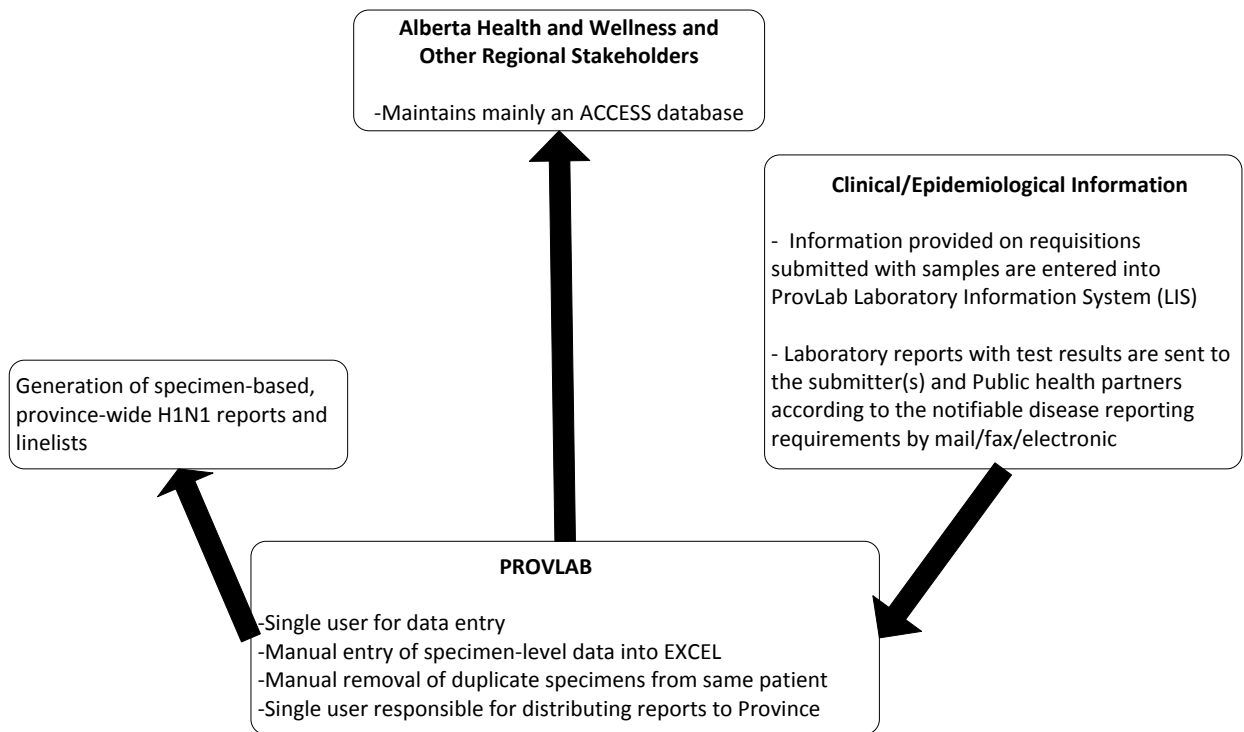 Alberta Health and Wellness and
Other Regional Stakeholders
-Maintains mainly an ACCESS database
Clinical/Epidemiological Information
- Information provided on requisitions
submitted with samples are entered into
ProvLab Laboratory Information System (LIS)
- Laboratory reports with test results are sent to
the submitter(s) and Public health partners
according to the notifiable disease reporting
requirements by mail/fax/electronic
Generation of specimen-based,
province-wide H1N1 reports and
linelists
PROVLAB
-Single user for data entry
-Manual entry of specimen-level data into EXCEL
-Manual removal of duplicate specimens from same patient
-Single user responsible for distributing reports to Province